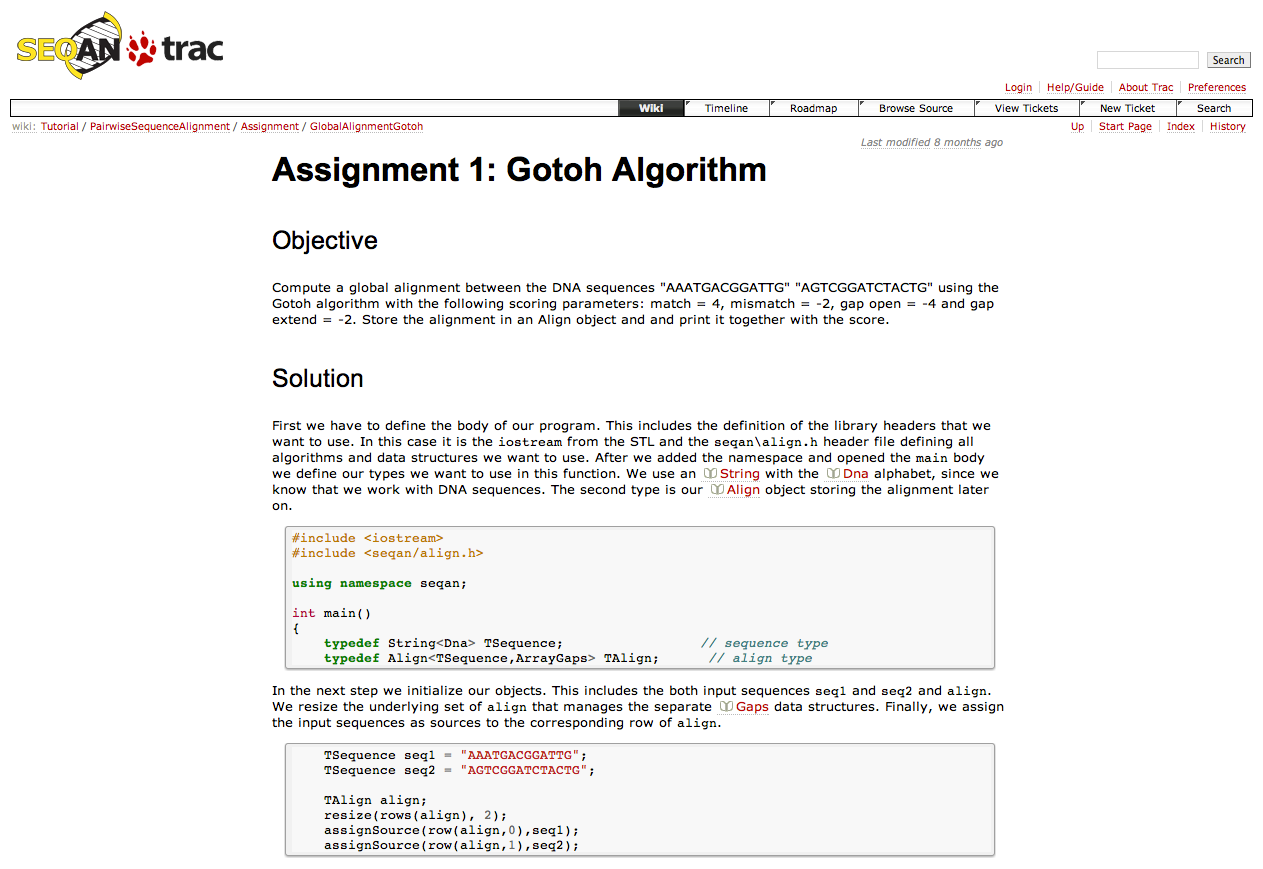 SEQAN trac
Search
Login Help/Guide About Trac Preferences
Wiki Timeline Roadmap Browse Source View Tickets New Ticket Search
wiki: Tutorial / PairwiseSequenceAlignment / Assignment / GlobalAlignmentGotoh
Up Start Page Index History
Last modified 8 months ago
Assignment 1: Gotoh Algorithm
Objective
Compute a global alignment between the DNA sequences "AAATGACGGATTG" "AGTCGGATCTACTG" using the
Gotoh algorithm with the following scoring parameters: match = 4, mismatch = -2, gap open = -4 and gap
extend = -2. Store the alignment in an Align object and and print it together with the score.
Solution
First we have to define the body of our program. This includes the definition of the library headers that we
want to use. In this case it is the iostream from the STL and the seqan\align.h header file defining all
algorithms and data structures we want to use. After we added the namespace and opened the main body
we define our types we want to use in this function. We use an String with the Dna alphabet, since we
know that we work with DNA sequences. The second type is our Align object storing the alignment later
on.
#include <iostream>
#include <seqan/align.h>
using namespace seqan;
int main()
{
typedef String<Dna> TSequence; // sequence type
typedef Align<TSequence,ArrayGaps> TAlign; // align type
In the next step we initialize our objects. This includes the both input sequences seq1 and seq2 and align.
We resize the underlying set of align that manages the separate Gaps data structures. Finally, we assign
the input sequences as sources to the corresponding row of align.
TSequence seq1 = "AAATGACGGATTG";
TSequence seq2 = "AGTCGGATCTACTG";
TAlign align;
resize(rows(align), 2);
assignSource(row(align,0),seq1);
assignSource(row(align,1),seq2);